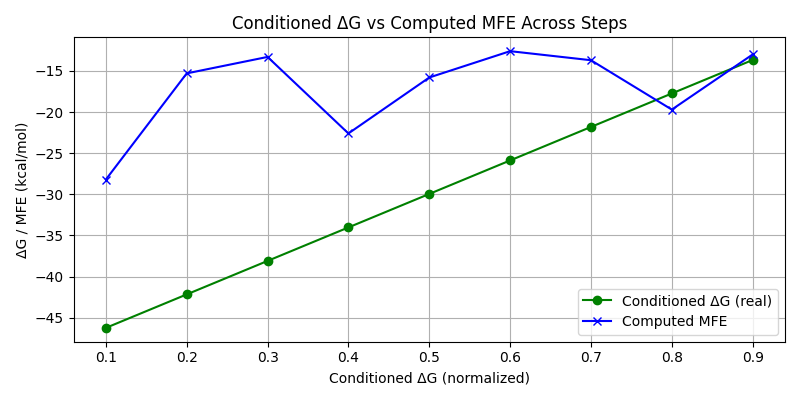 Conditioned ΔG vs Computed MFE Across Steps
ΔG / MFE (kcal/mol)
−15
−20
−25
−30
−35
−40
−45
Conditioned ΔG (real)
Computed MFE
0.1 0.2 0.3 0.4 0.5 0.6 0.7 0.8 0.9
Conditioned ΔG (normalized)